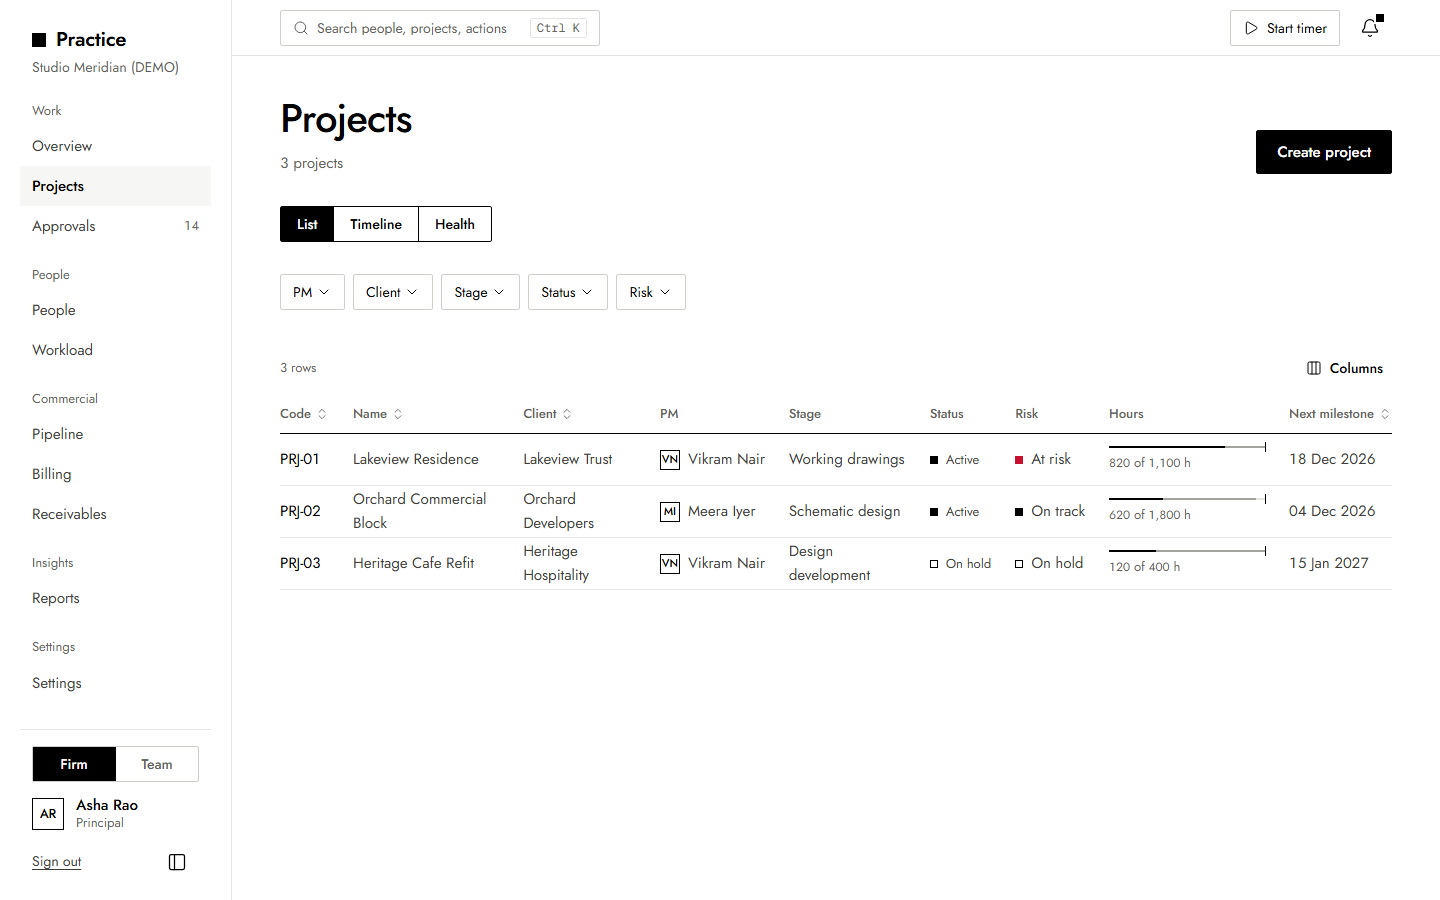 Practice
Studio Meridian (DEMO)
Work
Overview
Projects
Approvals 14
People
People
Workload
Commercial
Pipeline
Billing
Receivables
Insights
Reports
Settings
Settings
Firm Team
AR
Asha Rao
Principal
Sign out
Search people, projects, actions Ctrl K
Start timer
Projects
3 projects
Create project
List Timeline Health
PM Client Stage Status Risk
3 rows
Columns
Code Name Client PM Stage Status Risk Hours Next milestone
PRJ-01 Lakeview Residence Lakeview Trust VN Vikram Nair Working drawings Active At risk 820 of 1,100 h 18 Dec 2026
PRJ-02 Orchard Commercial Block Orchard Developers MI Meera Iyer Schematic design Active On track 620 of 1,800 h 04 Dec 2026
PRJ-03 Heritage Cafe Refit Heritage Hospitality VN Vikram Nair Design development On hold On hold 120 of 400 h 15 Jan 2027